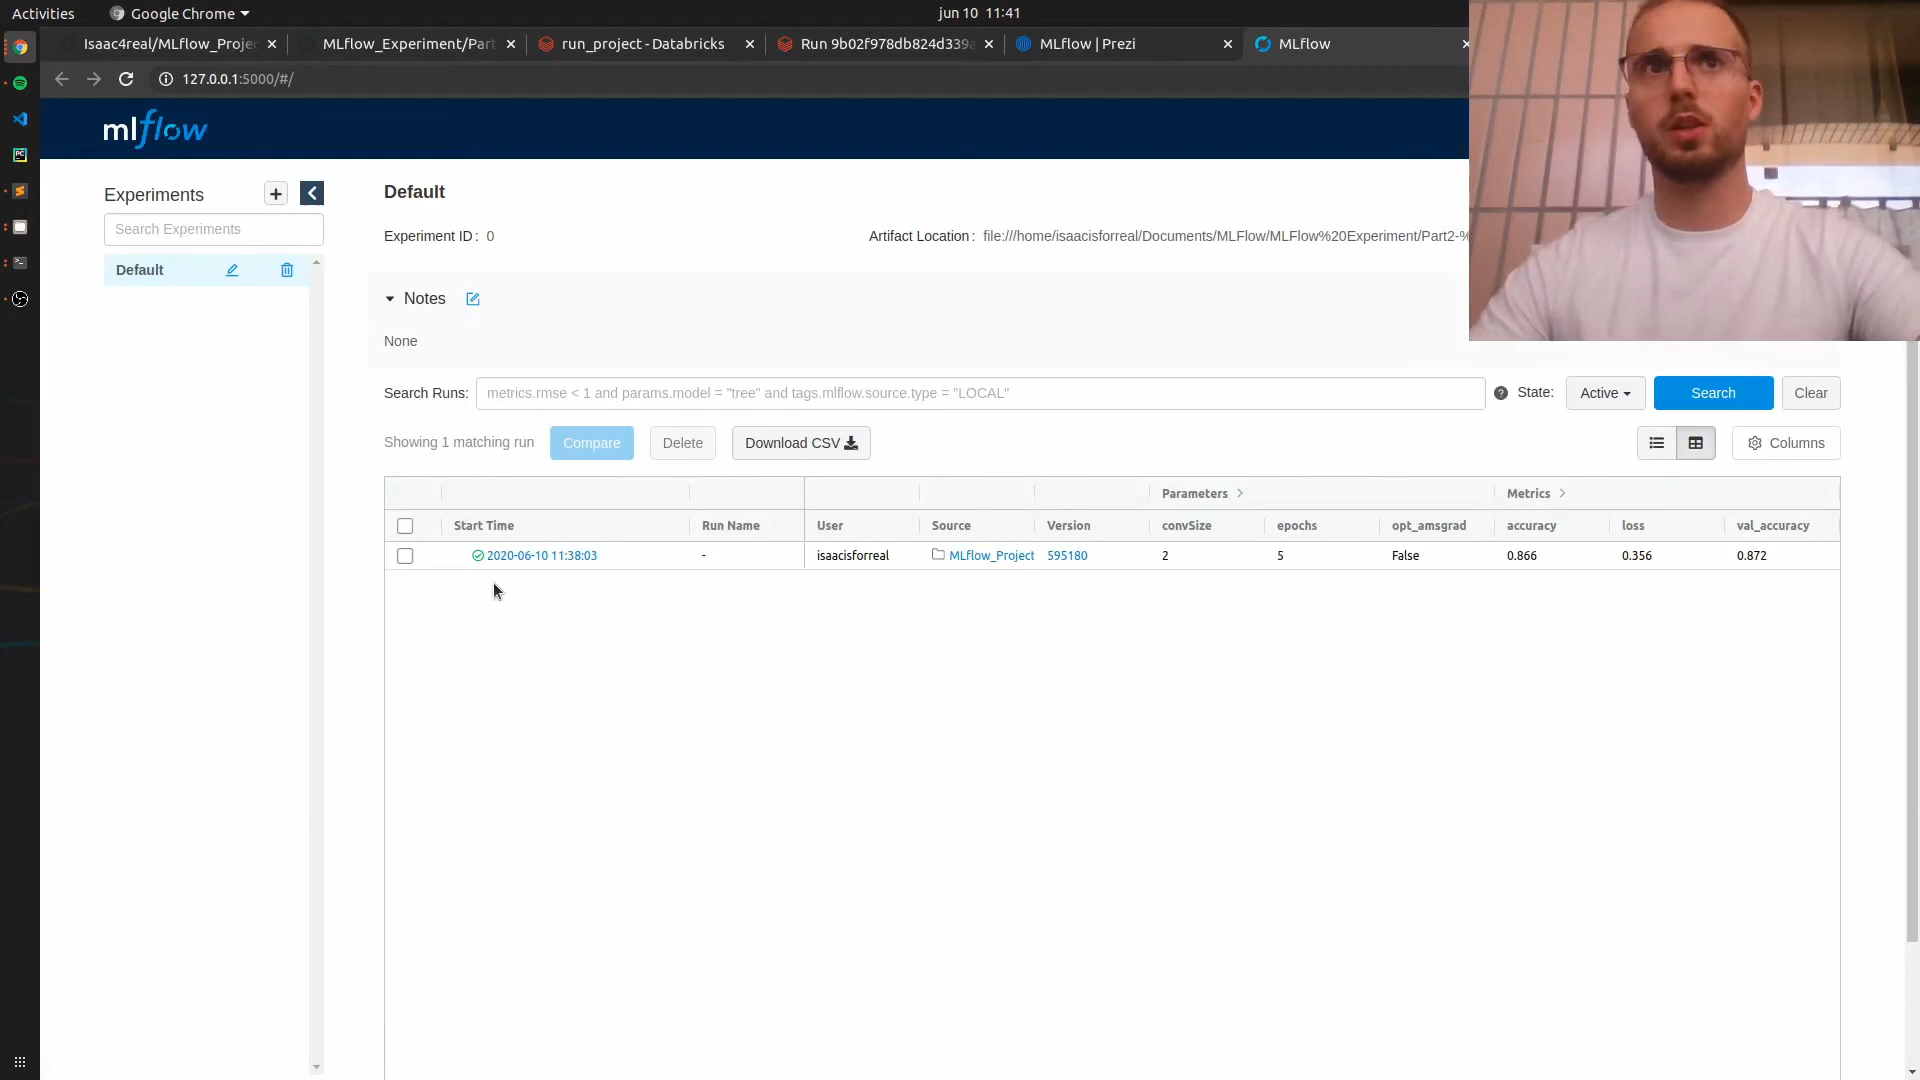 Activities
Google Chrome
jun 10 11:41
Isaac4real/MLflow_Projec
MLflow_Experiment/Part
run_project - Databricks
Run 9b02f978db824d339a
MLflow | Prezi
MLflow
127.0.0.1:5000/#/
mlflow
Experiments
Search Experiments
Default
Default
Experiment ID: 0
Artifact Location: file:///home/isaacisforreal/Documents/MLFlow/MLFlow%20Experiment/Part2-%
Notes
None
Search Runs:
metrics.rmse < 1 and params.model = "tree" and tags.mlflow.source.type = "LOCAL"
State:
Active
Search
Clear
Showing 1 matching run
Compare
Delete
Download CSV
Columns
Parameters >
Metrics >
Start Time
Run Name
User
Source
Version
convSize
epochs
opt_amsgrad
accuracy
loss
val_accuracy
2020-06-10 11:38:03
-
isaacisforreal
MLflow_Project
595180
2
5
False
0.866
0.356
0.872